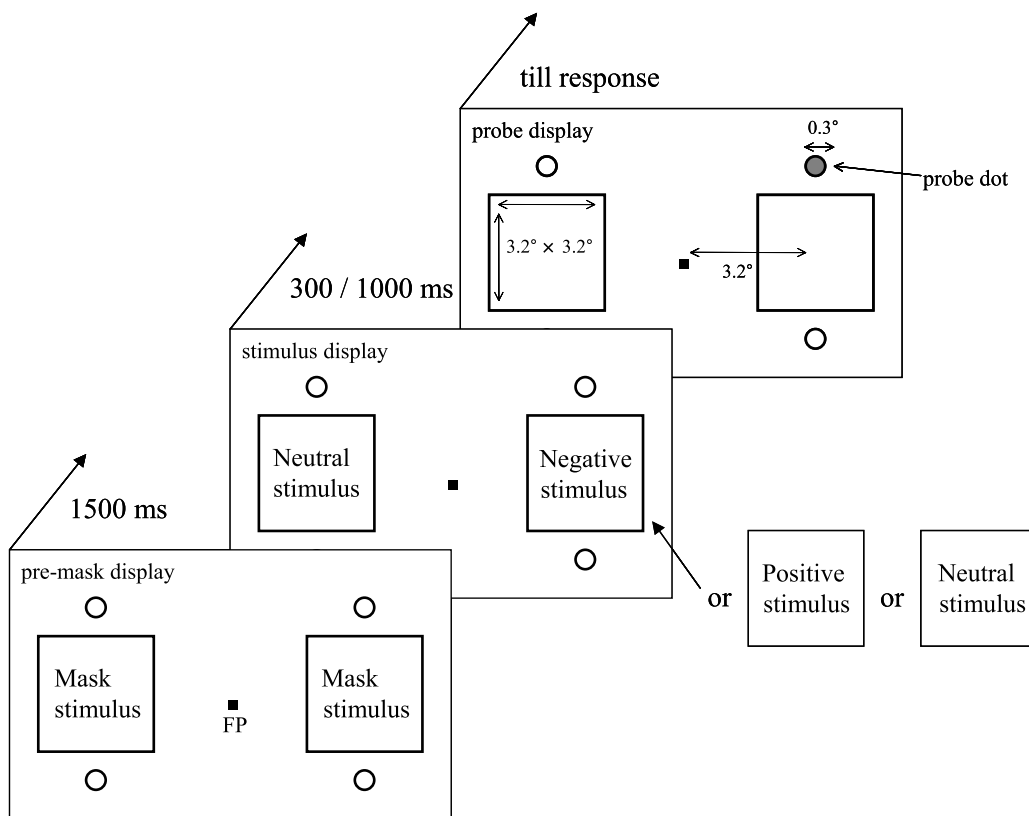 till response
probe display
0.3°
probe dot
3.2° × 3.2°
3.2°
300 / 1000 ms
stimulus display
Neutral
stimulus
Negative
stimulus
1500 ms
pre-mask display
Mask
stimulus
FP
Mask
stimulus
or
Positive
stimulus
or
Neutral
stimulus